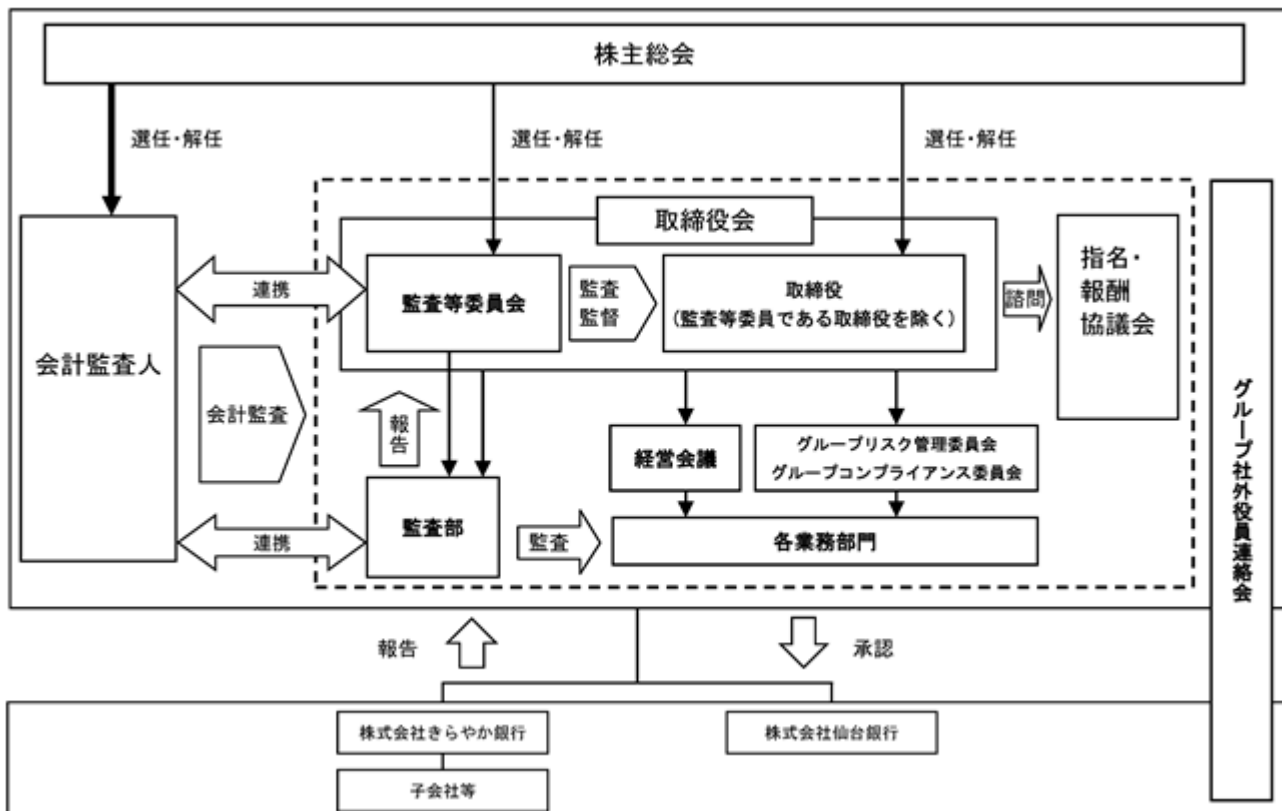 株主総会
選任・解任
選任・解任
選任・解任
取締役会
会計監査人
連携
監査等委員会
監査
監督
取締役
(監査等委員である取締役を除く)
諮問
指名・
報酬
協議会
会計監査
報告
経営会議
グループリスク管理委員会
グループコンプライアンス委員会
連携
監査部
監査
各業務部門
グループ社外役員連絡会
報告
承認
株式会社きらやか銀行
株式会社仙台銀行
子会社等